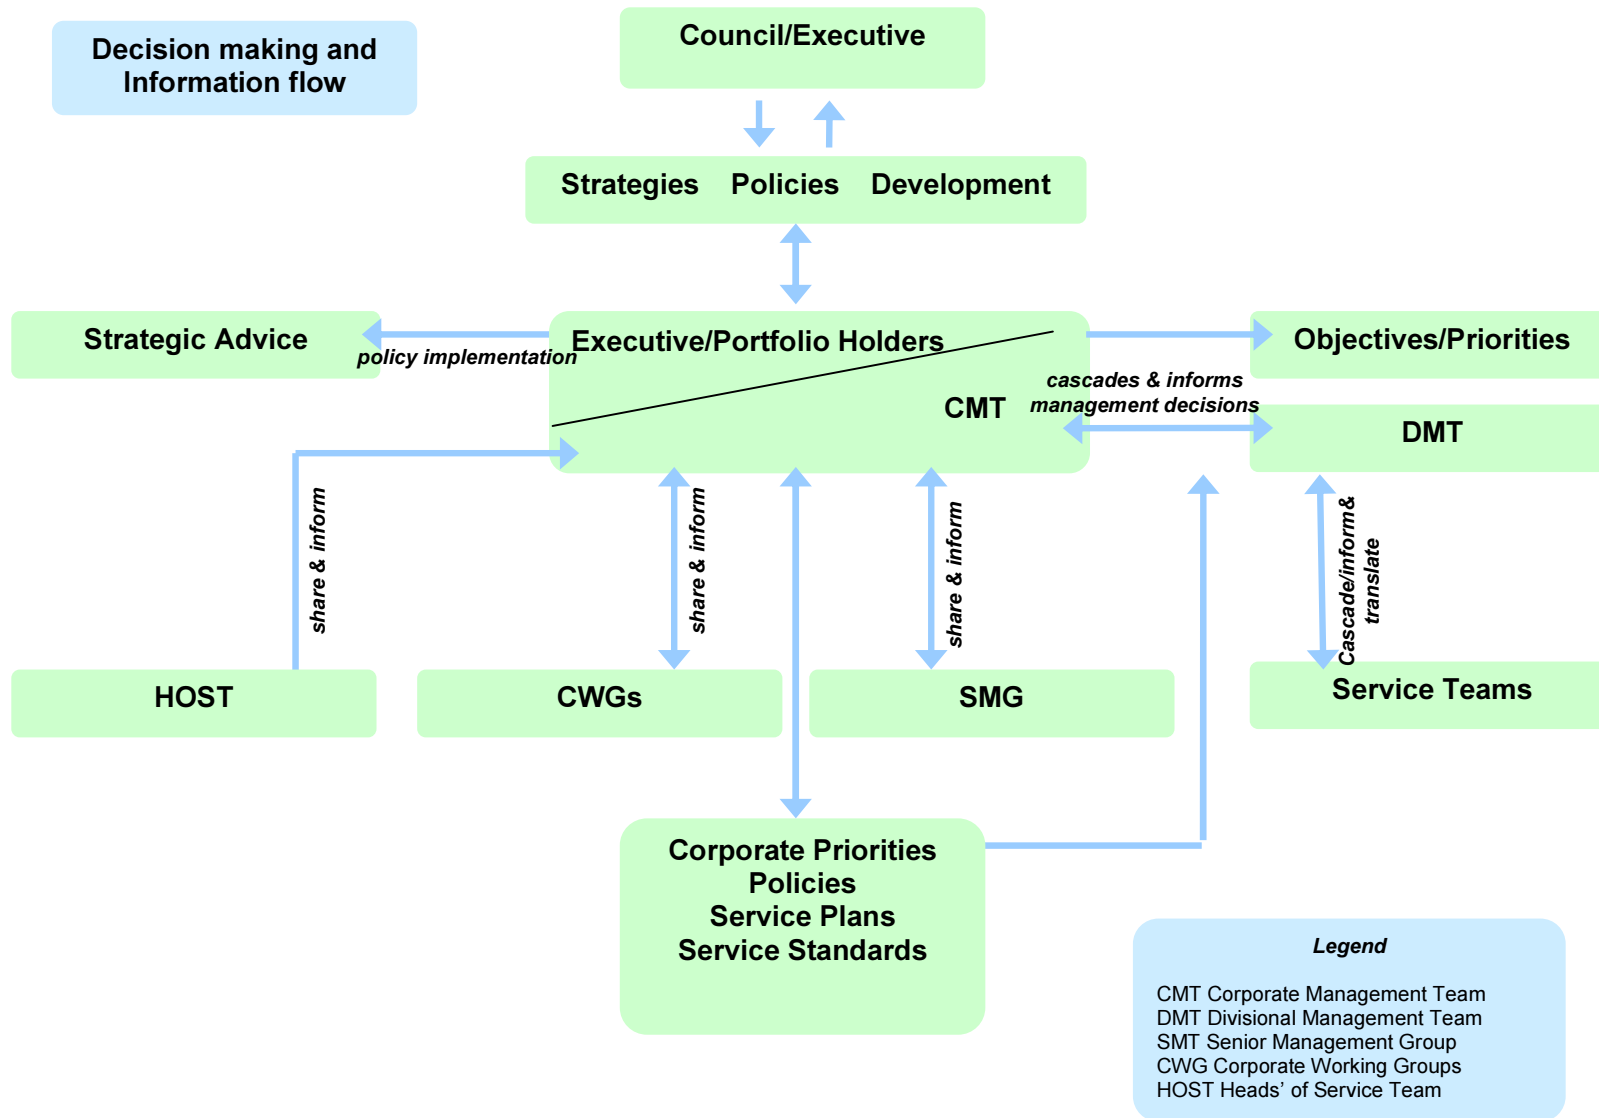 Decision making and
Information flow
Council/Executive
Strategies Policies Development
Strategic Advice
policy implementation
Executive/Portfolio Holders
CMT
Objectives/Priorities
cascades & informs
management decisions
DMT
share & inform
share & inform
share & inform
Cascade/inform&
translate
HOST
CWGs
SMG
Service Teams
Corporate Priorities
Policies
Service Plans
Service Standards
Legend
CMT Corporate Management Team
DMT Divisional Management Team
SMT Senior Management Group
CWG Corporate Working Groups
HOST Heads’ of Service Team